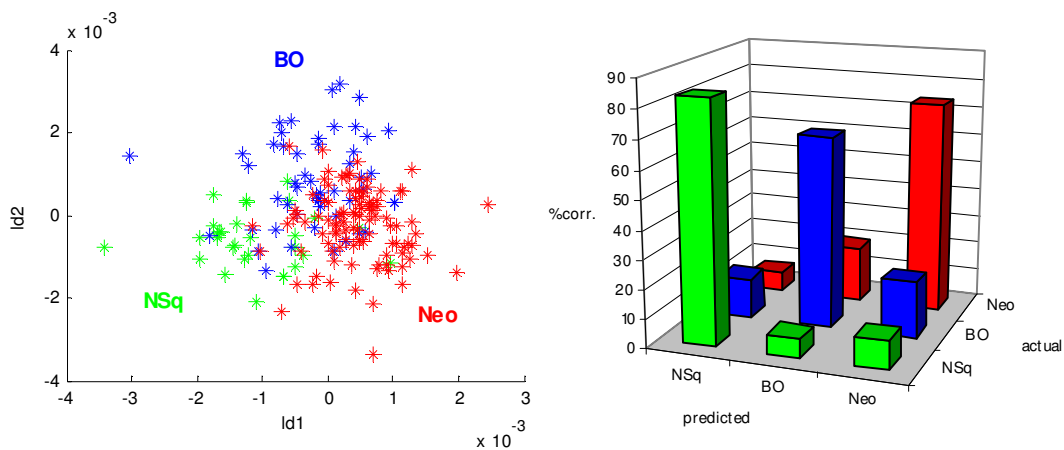 x 10 -3
4
2
0
-2
-4
ld2
BO
NSq
Neo
-4 -3 -2 -1 0 1 2 3
ld1
x 10 -3
90
80
70
60
50
40
30
20
10
0
%corr.
NSq
BO
Neo
predicted
Neo
BO
NSq
actual